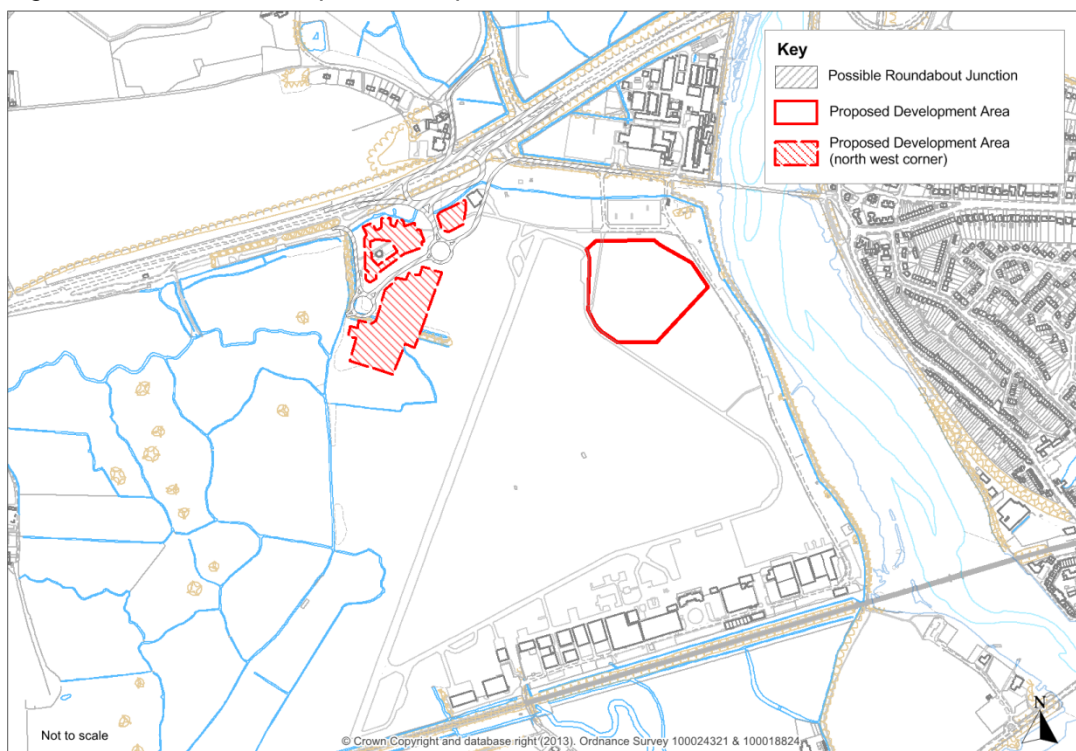 Key
Possible Roundabout Junction
Proposed Development Area
Proposed Development Area
(north west corner)
N
Not to scale
© Crown Copyright and database right (2013). Ordnance Survey 100024321 & 100018824